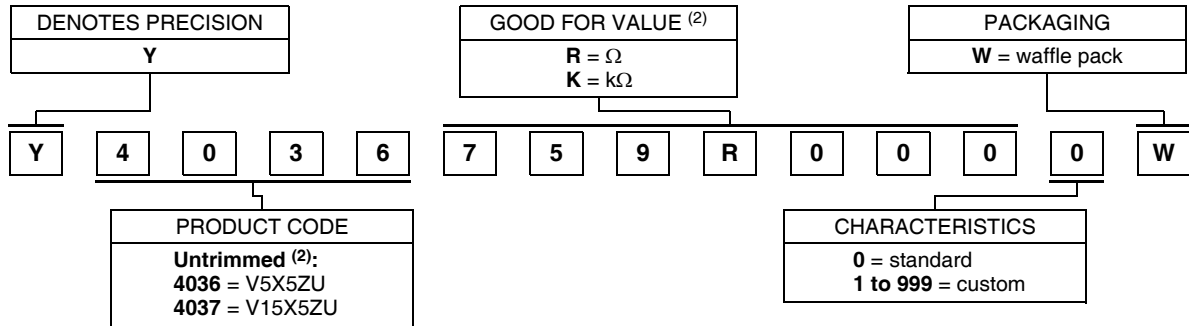 DENOTES PRECISION
Y
GOOD FOR VALUE (2)
R = Ω
K = kΩ
PACKAGING
W = waffle pack
Y 4 0 3 6 7 5 9 R 0 0 0 0 W
PRODUCT CODE
Untrimmed (2):
4036 = V5X5ZU
4037 = V15X5ZU
CHARACTERISTICS
0 = standard
1 to 999 = custom